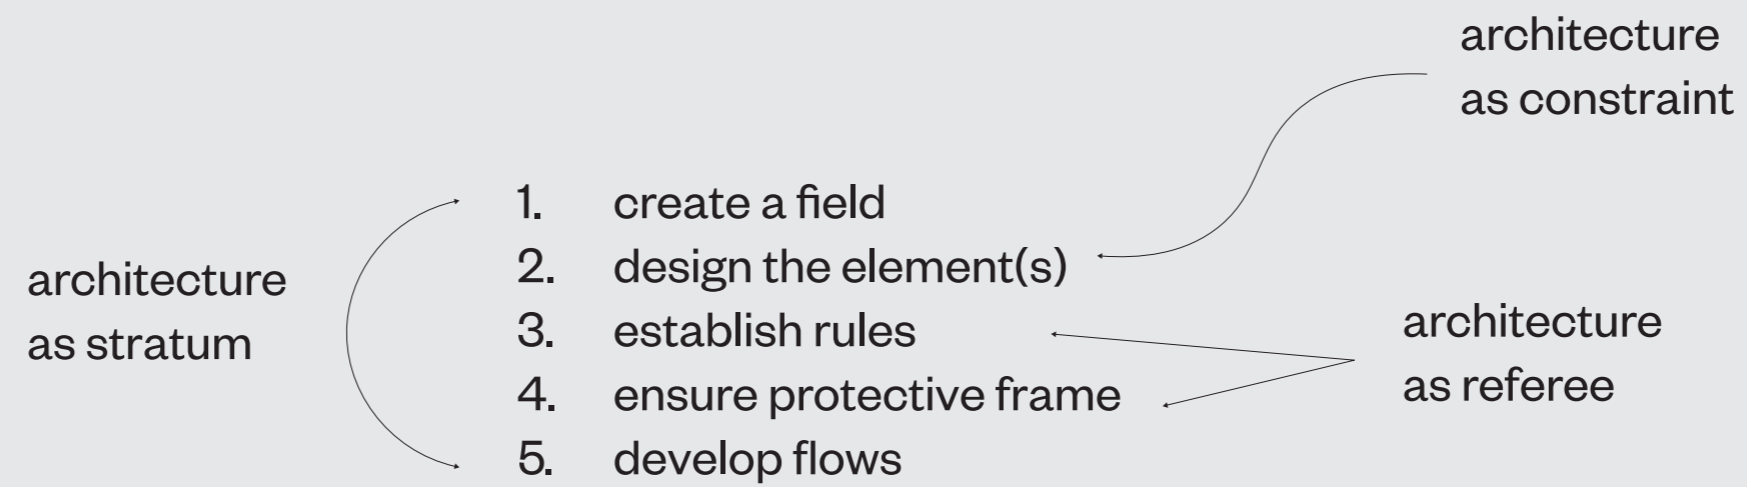 architecture
as constraint
1. create a field
2. design the element(s)
3. establish rules
4. ensure protective frame
5. develop flows
architecture
as stratum
architecture
as referee